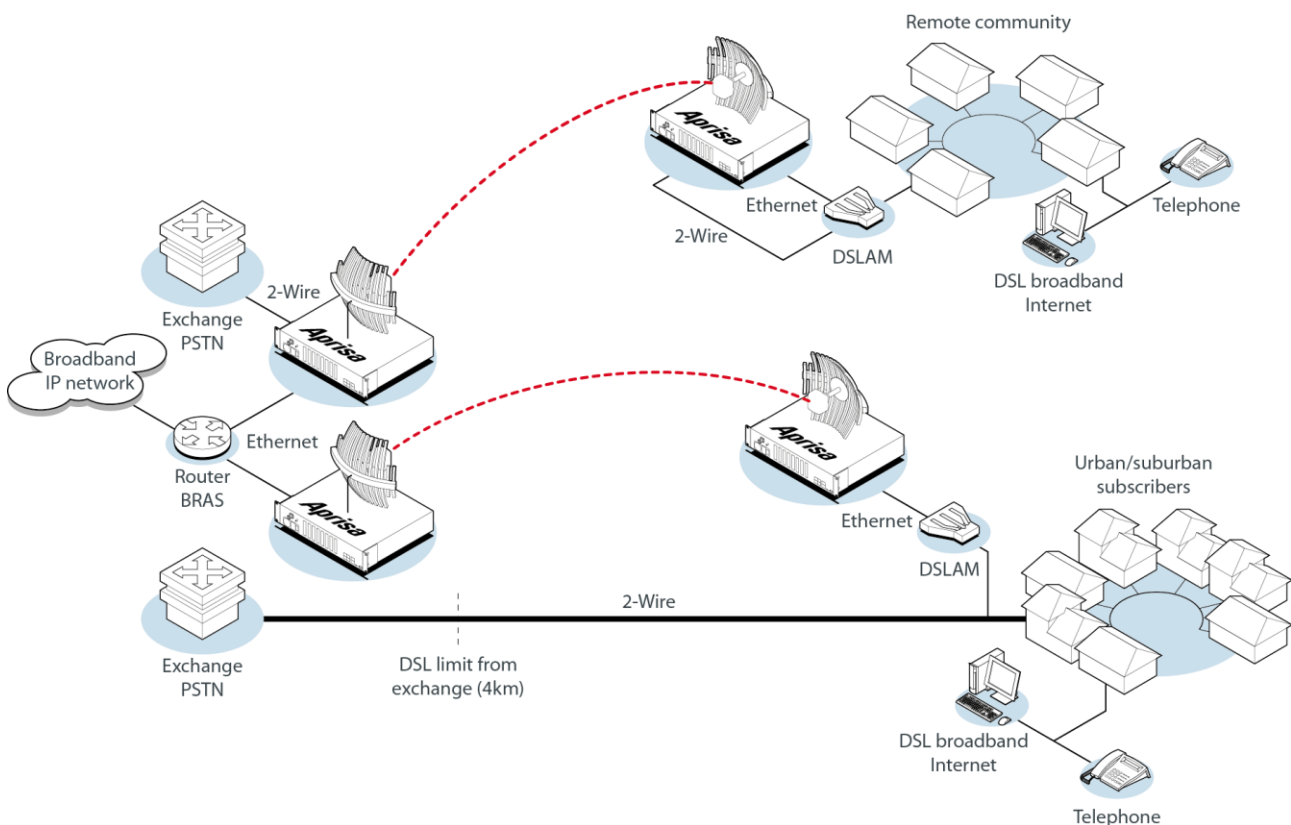 Remote community
Aprisa
Ethernet
2-Wire
DSLAM
Telephone
DSL broadband
Internet
2-Wire
Exchange
PSTN
Aprisa
Broadband
IP network
Ethernet
Router
BRAS
Aprisa
Aprisa
Ethernet
DSLAM
Urban/suburban
subscribers
2-Wire
Exchange
PSTN
DSL limit from
exchange (4km)
DSL broadband
Internet
Telephone